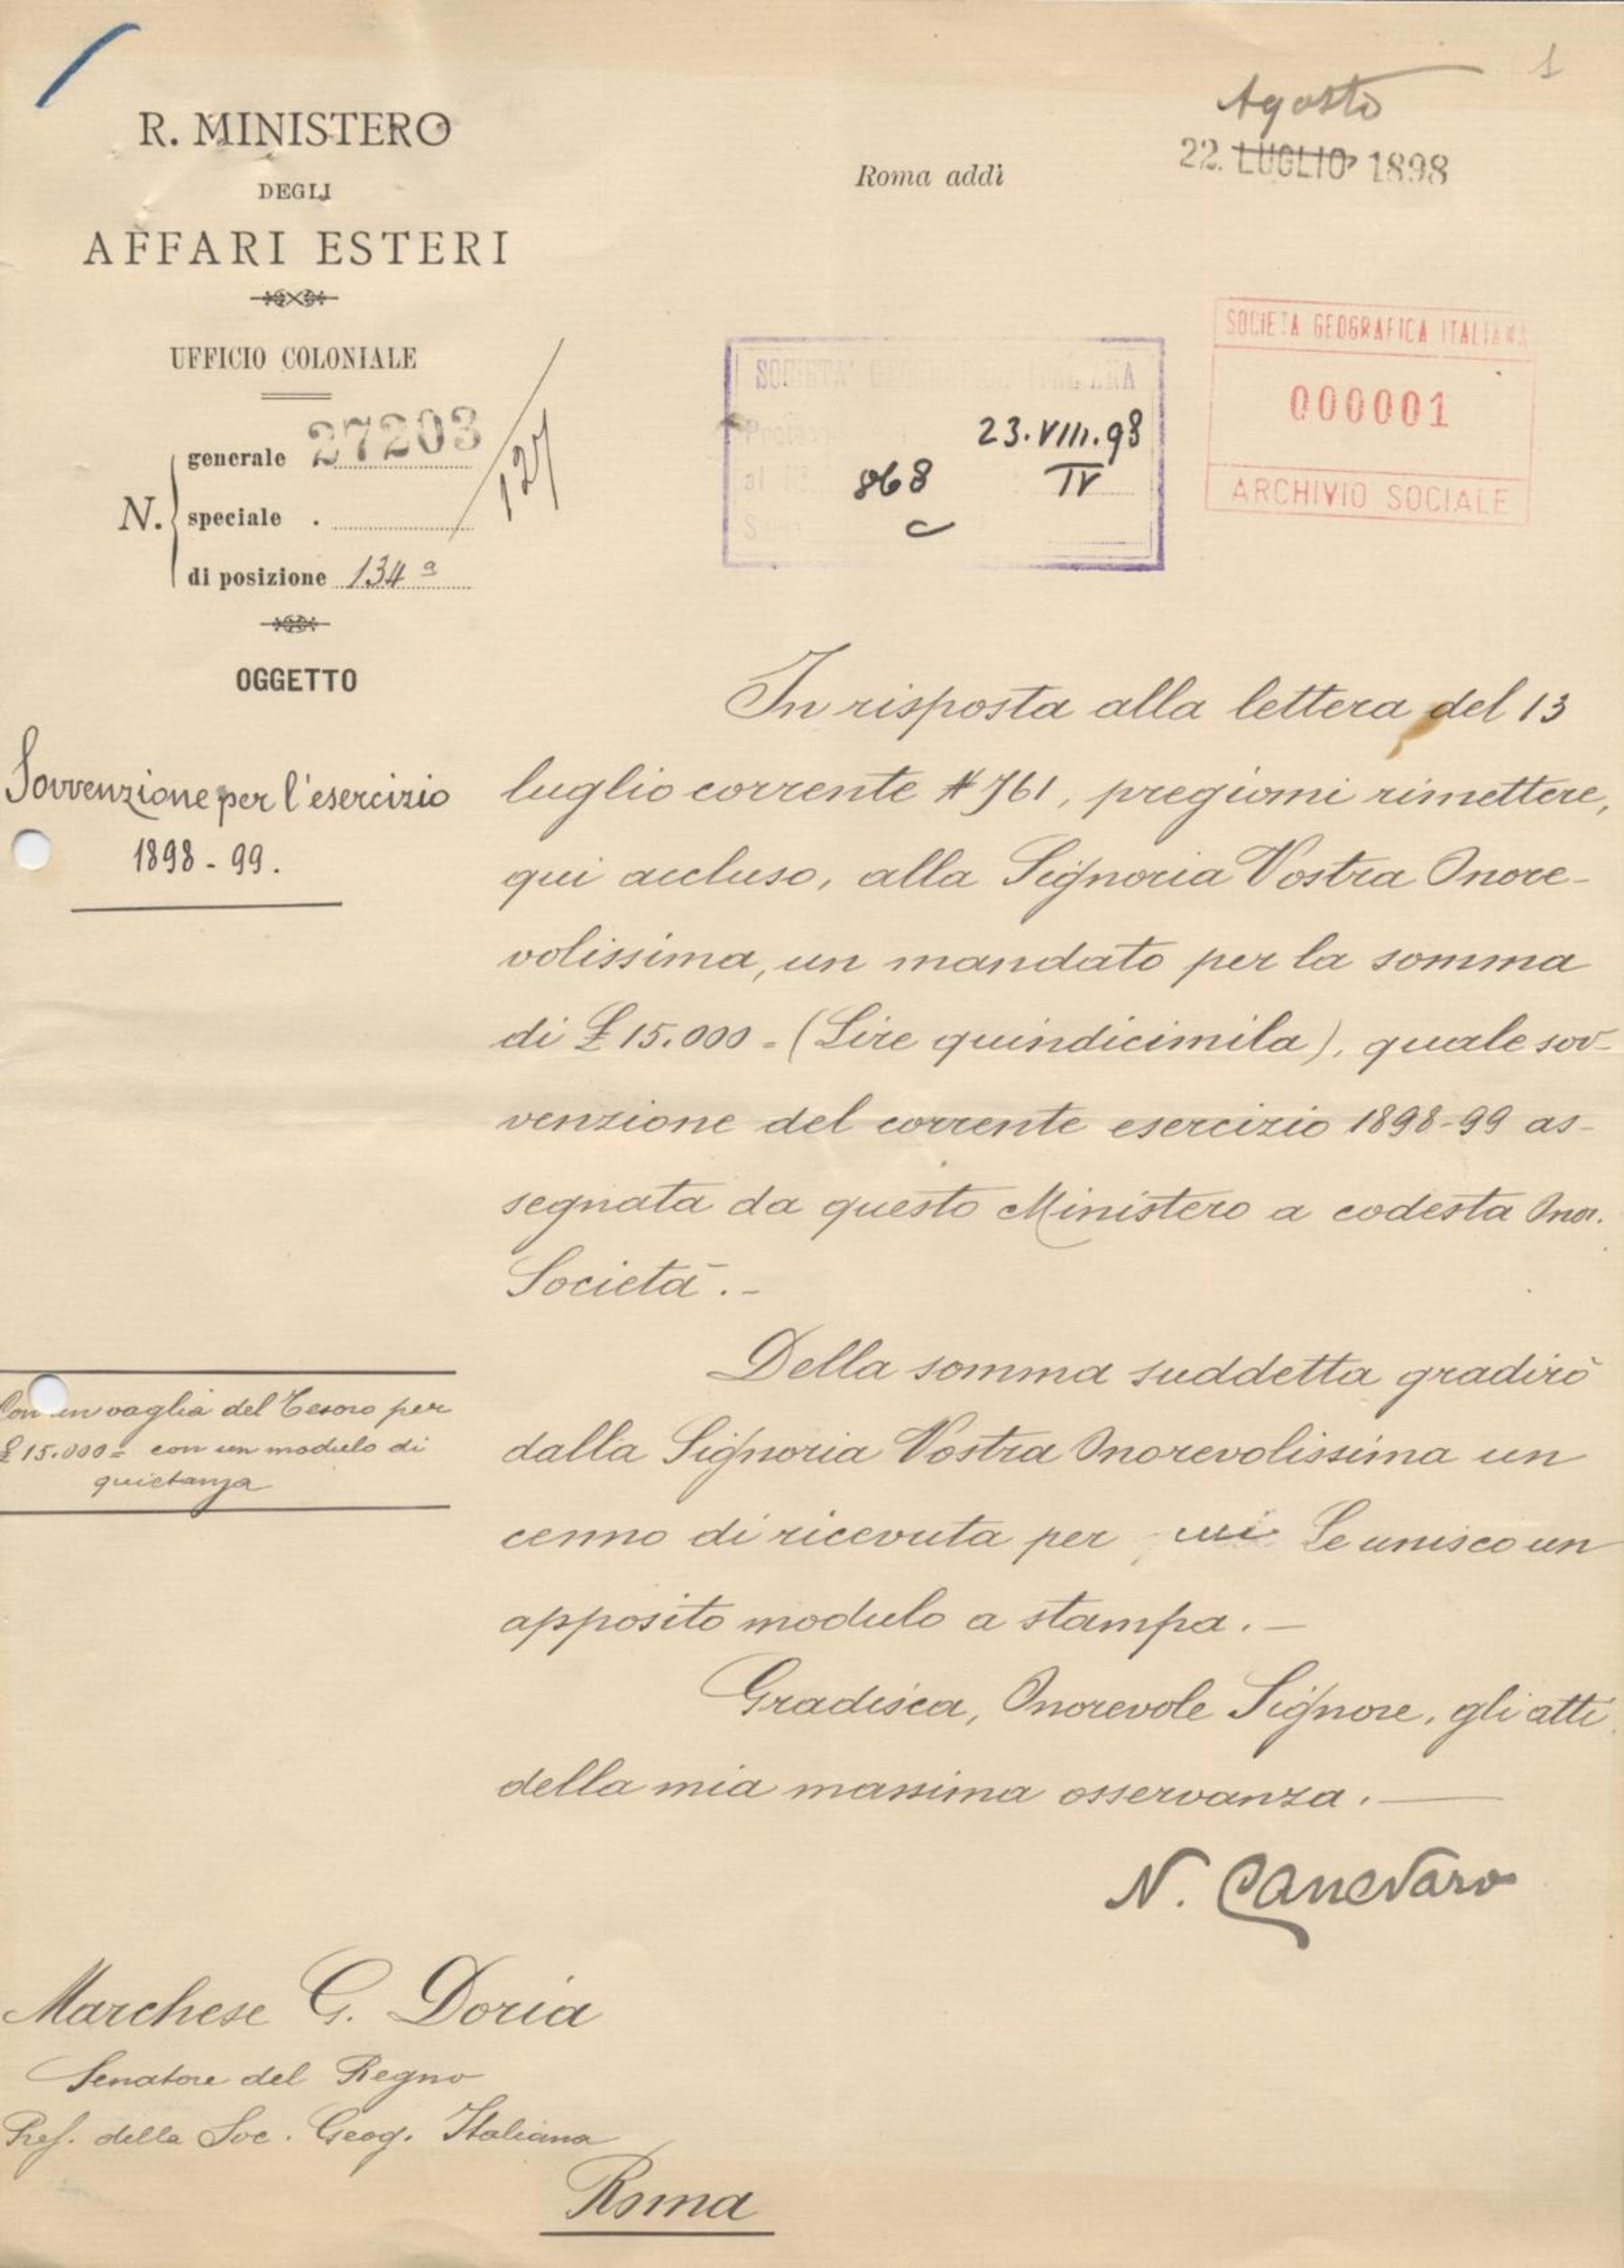 1
Agosto
22. LUGLIO 1898
R. MINISTERO
DEGLI
AFFARI ESTERI
Roma addì
UFFICIO COLONIALE
N.
generale 27203
speciale .
/127
di posizione 134ª
SOCIETA' GEOGRAFICA ITALIANA
23.VIII.98
868
IV
C
SOCIETA GEOGRAFICA ITALIANA
000001
ARCHIVIO SOCIALE
OGGETTO
Sovvenzione per l'esercizio
1898-99.
In risposta alla lettera del 13
luglio corrente N 761, pregiomi rimettere,
qui accluso, alla Signoria Vostra Onore-
volissima, un mandato per la somma
di £ 15.000 = (Lire quindicimila), quale sov-
venzione del corrente esercizio 1898-99 as-
segnata da questo Ministero a codesta Onor.
Società.-
Della somma suddetta gradirò
dalla Signoria Vostra Onorevolissima un
cenno di ricevuta per cui Le unisco un
apposito modulo a stampa.—
Gradisca, Onorevole Signore, gli atti
della mia massima osservanza.—
Con un vaglia del Tesoro per
£ 15.000= con un modulo di
quietanza
N. Canevaro
Marchese G. Doria
Senatore del Regno
della Soc. Geog. Italiana
Roma